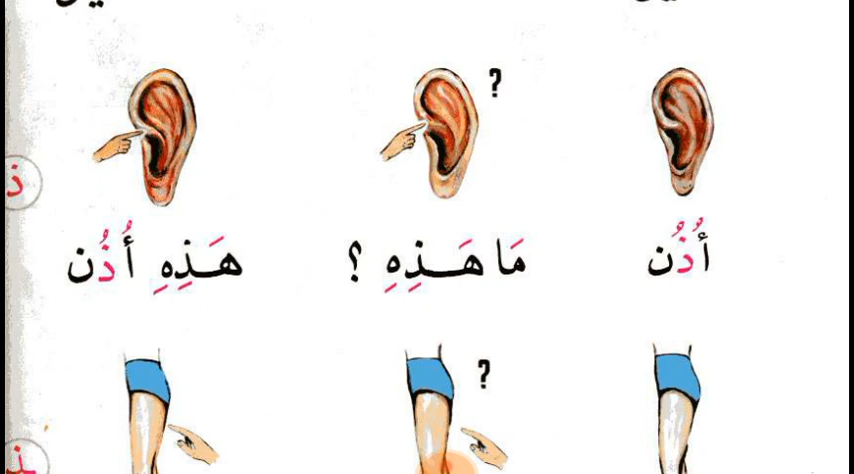 ?
ذ
أُذُن
مَا هَـذِهِ ؟
هَـذِهِ أُذُن
?